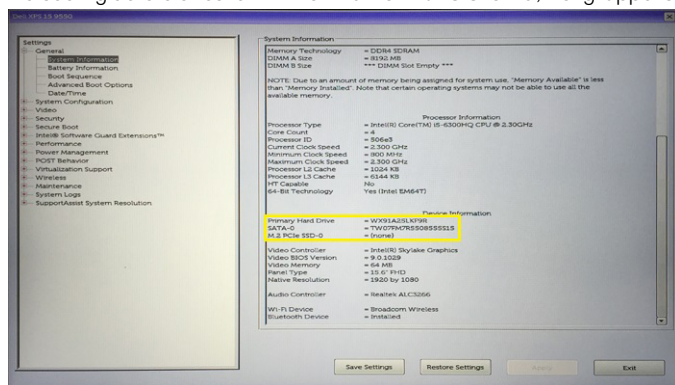 Dell XPS 15 9550
Settings
General
System Information
Battery Information
Boot Sequence
Advanced Boot Options
Date/Time
System Configuration
Video
Security
Secure Boot
Intel® Software Guard Extensions™
Performance
Power Management
POST Behavior
Virtualization Support
Wireless
Maintenance
System Logs
SupportAssist System Resolution
System Information
Memory Technology = DDR4 SDRAM
DIMM A Size = 8192 MB
DIMM B Size *** DIMM Slot Empty ***
NOTE: Due to an amount of memory being assigned for system use, "Memory Available" is less
than "Memory Installed". Note that certain operating systems may not be able to use all the
available memory.
Processor Information
Processor Type = Intel(R) Core(TM) i5-6300HQ CPU @ 2.30GHz
Core Count = 4
Processor ID = 506e3
Current Clock Speed = 2.300 GHz
Minimum Clock Speed = 800 MHz
Maximum Clock Speed = 2.300 GHz
Processor L2 Cache = 1024 KB
Processor L3 Cache = 6144 KB
HT Capable No
64-Bit Technology Yes (Intel EM64T)
Device Information
Primary Hard Drive
SATA-0
M.2 PCIe SSD-0 = (none)
Video Controller = Intel(R) Skylake Graphics
Video BIOS Version = 9.0.1029
Video Memory = 64 MB
Panel Type = 15.6" FHD
Native Resolution = 1920 by 1080
Audio Controller = Realtek ALC3266
Wi-Fi Device = Broadcom Wireless
Bluetooth Device = Installed
Save Settings Restore Settings Apply Exit